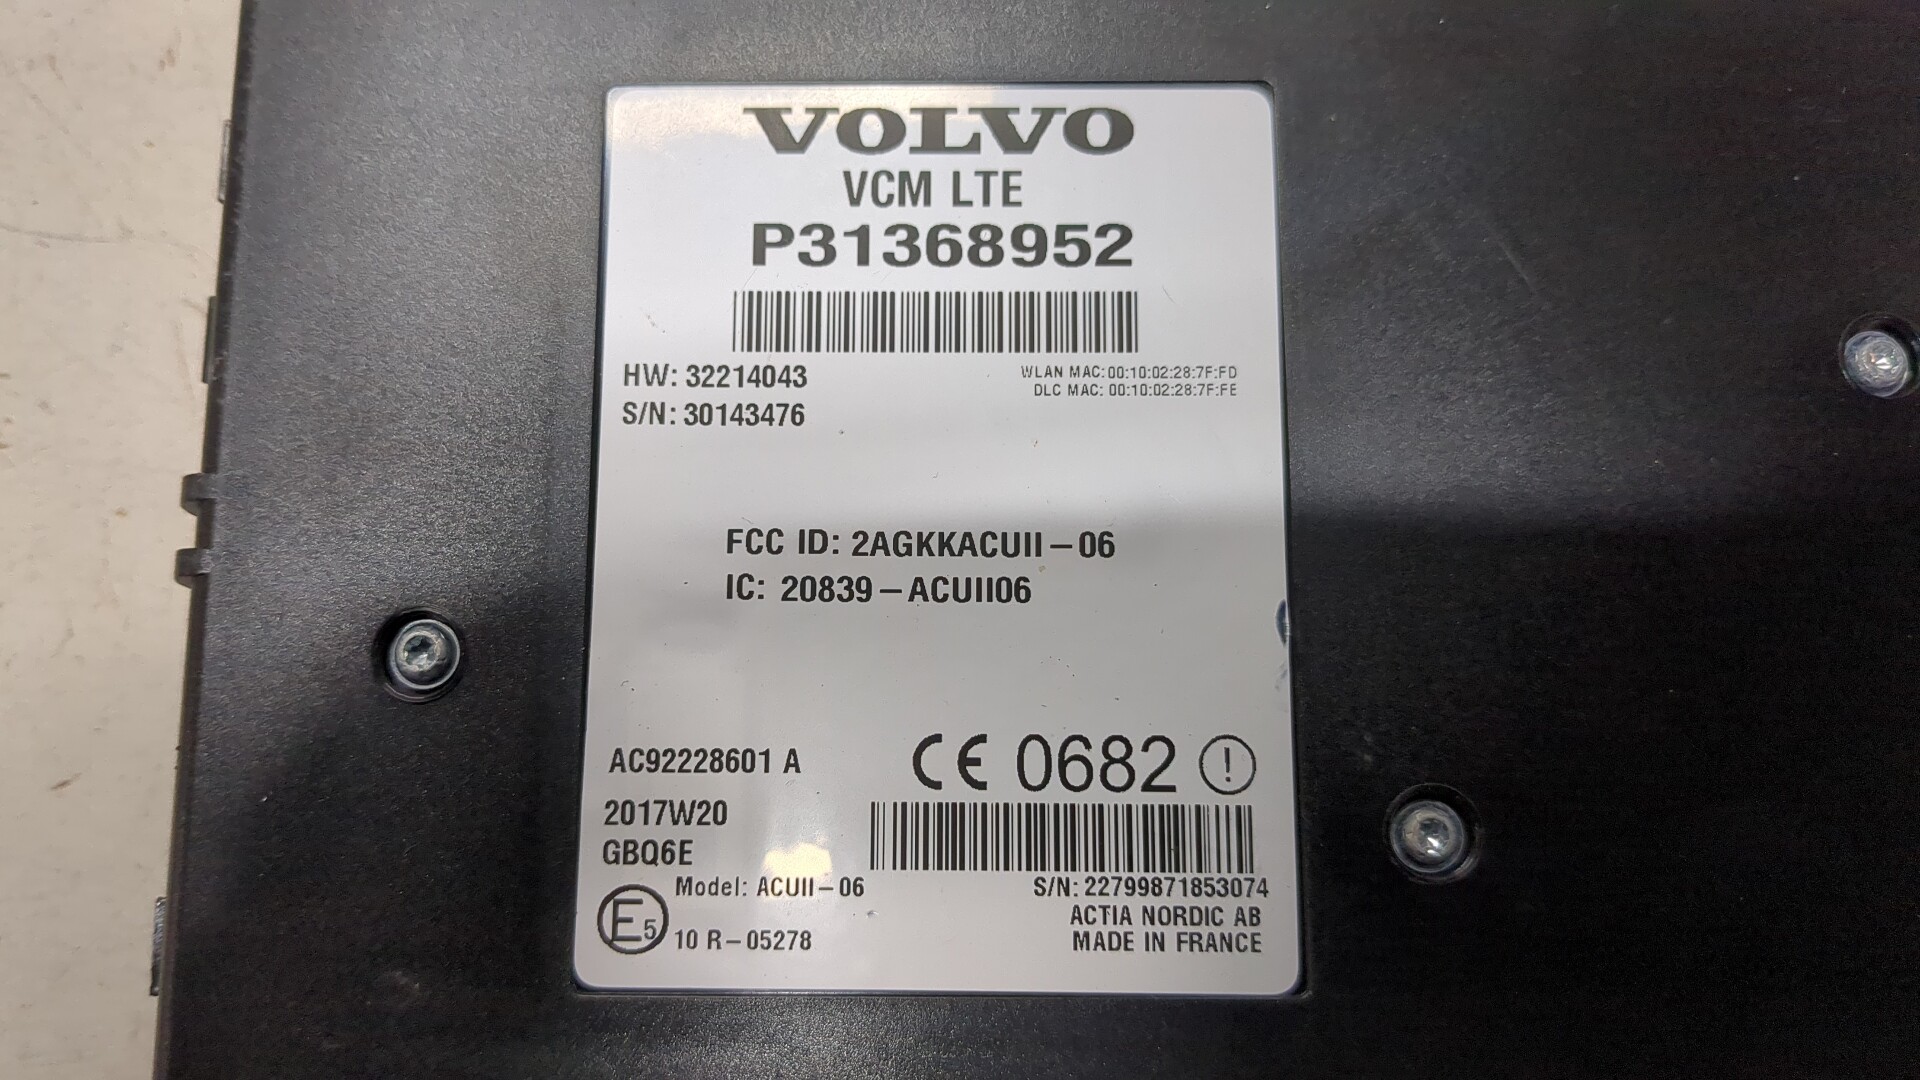 VOLVO
VCM LTE
P31368952
HW: 32214043
WLAN MAC: 00:10:02:28:7F:FD
S/N: 30143476
DLC MAC: 00:10:02:28:7F:FE
FCC ID: 2AGKKACUII-06
IC: 20839-ACUII06
AC92228601 A
CE 0682
2017W20
GBQ6E
Model: ACUII-06
S/N: 22799871853074
E5
10 R-05278
ACTIA NORDIC AB
MADE IN FRANCE